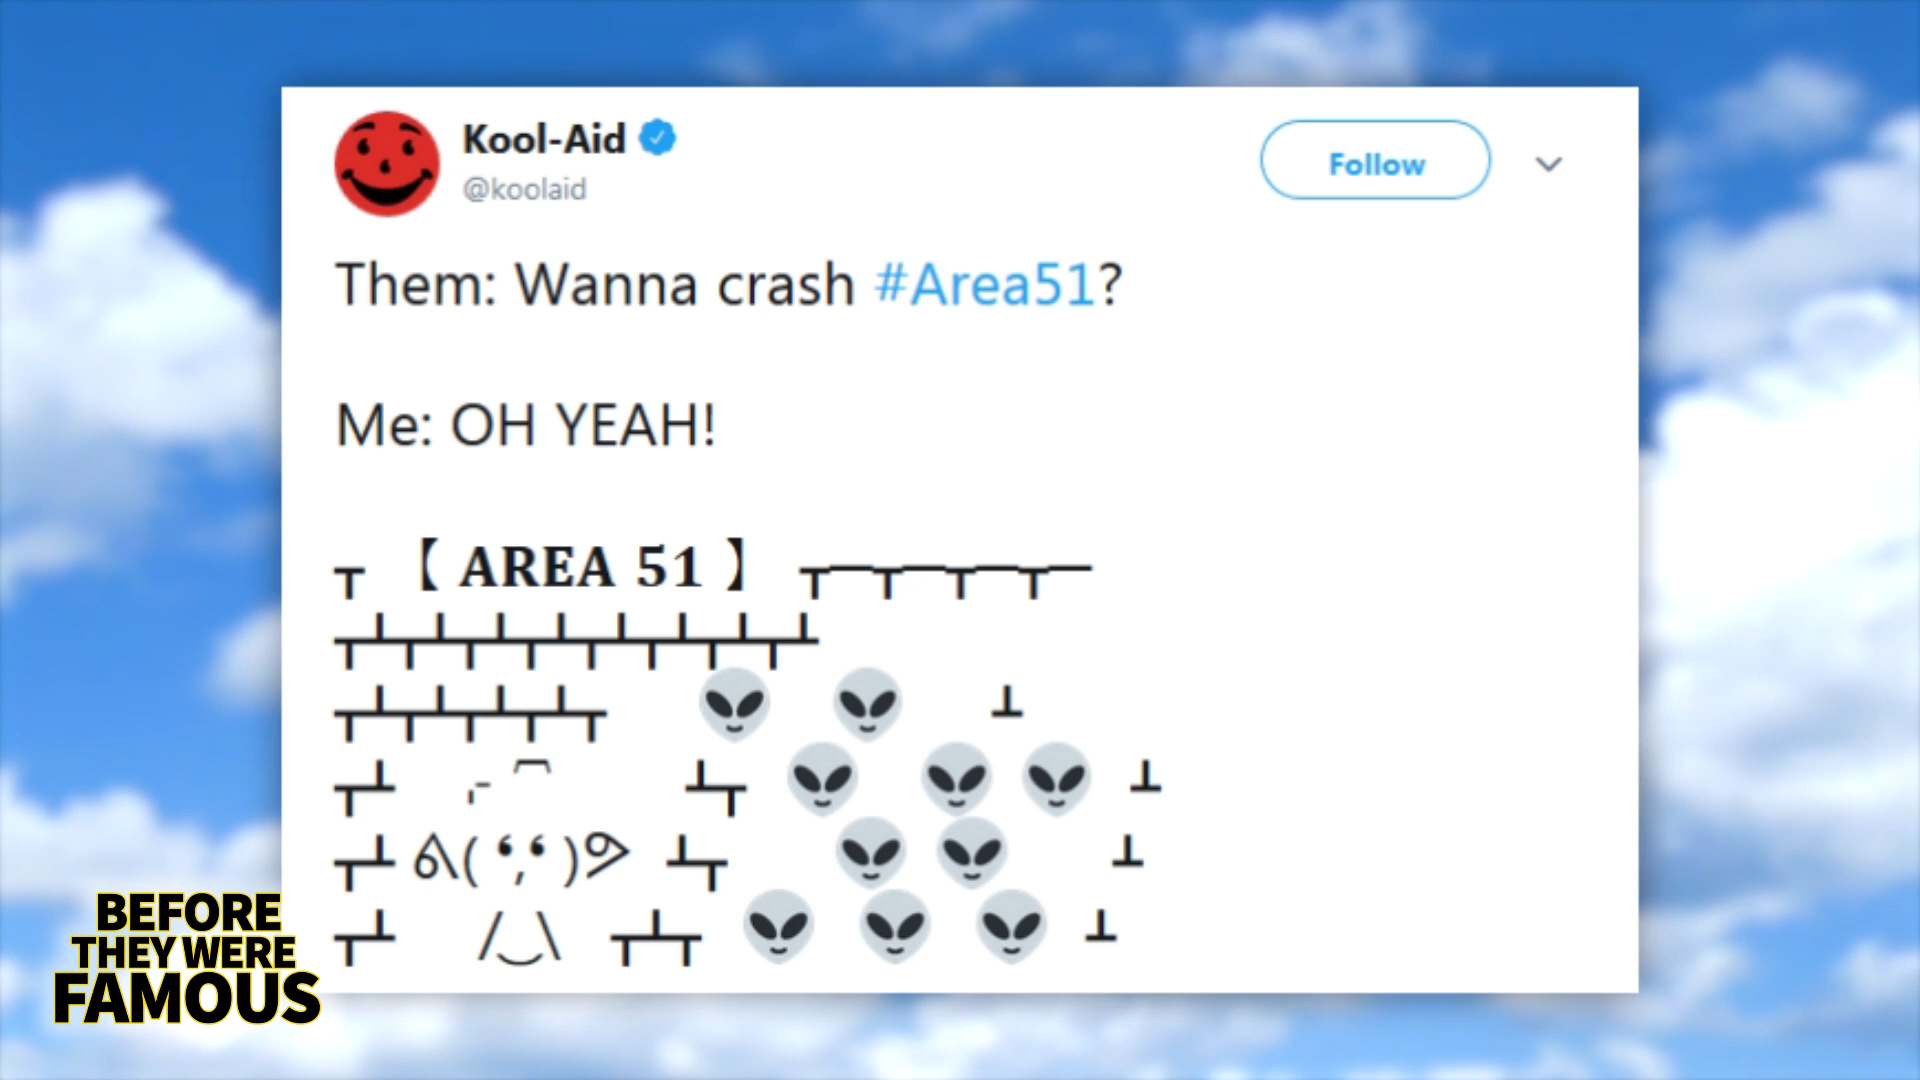 Kool-Aid
@koolaid
Follow
Them: Wanna crash #Area51?
Me: OH YEAH!
┬ 【 AREA 51 】 ┬─┬─┬─┬─
┬┴┬┴┬┴┬┴┬┴┬┴┬┴┬┴
┬┴┬┴┬┴┬┴┬ 👽 👽 ┴
┬┴ ,- ⌒ ┴┬ 👽 👽 👽 ┴
┬┴ ᕕ\( ❛,❛ )ᕗ ┴┬ 👽 👽 ┴
┬┴ /‿\ ┬┴┬ 👽 👽 👽 ┴
BEFORE
THEY WERE
FAMOUS